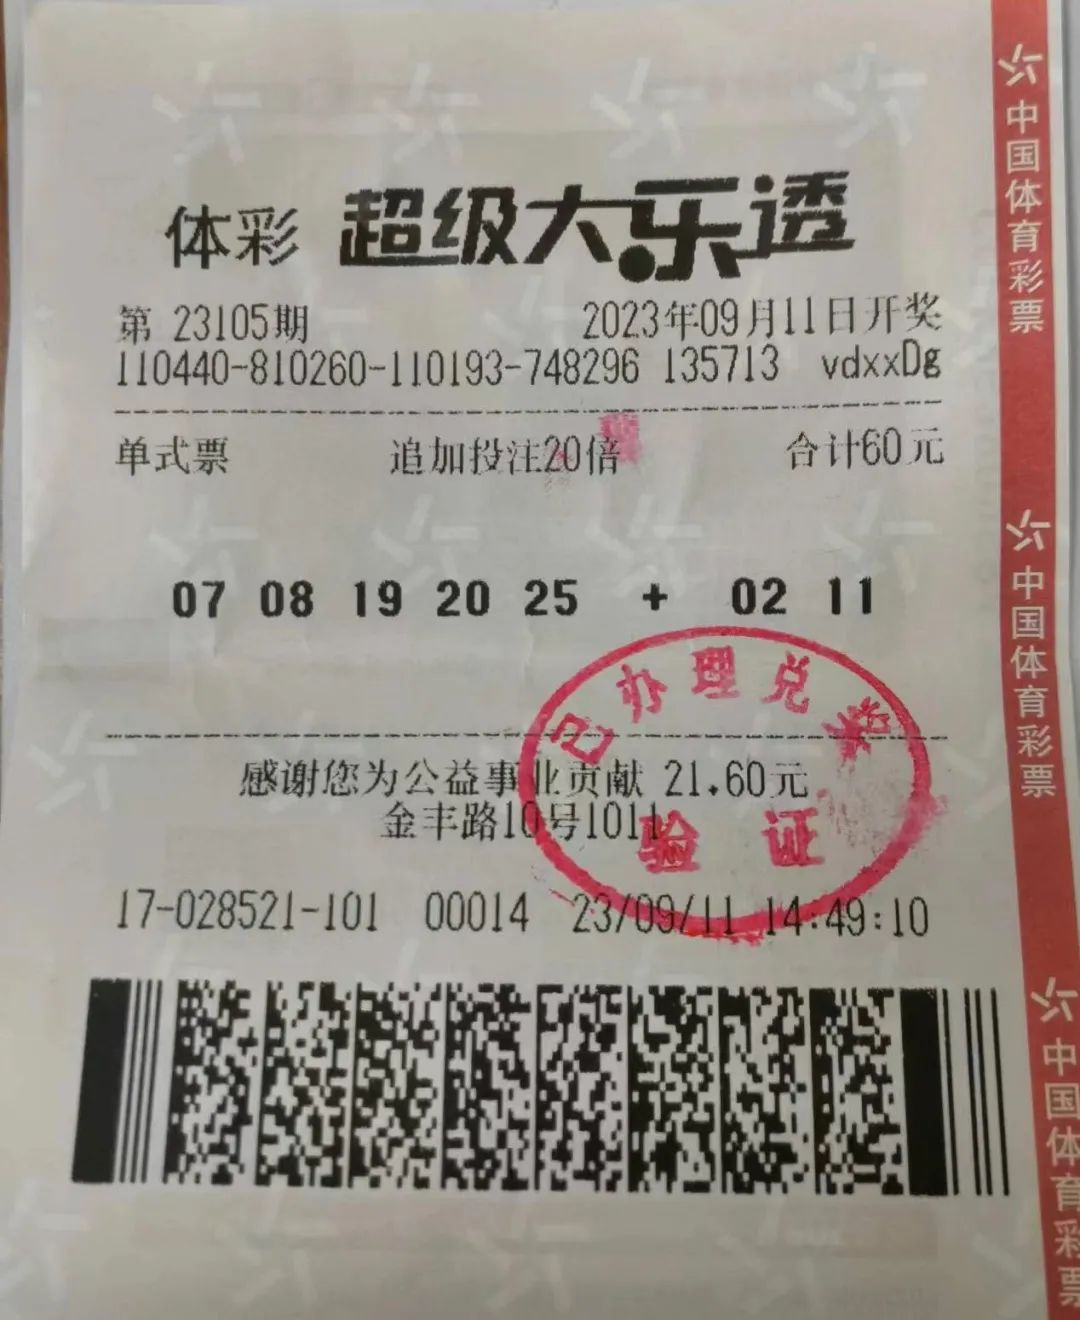 体彩 超级大乐透
第 23105期 2023年09月11日开奖
110440-810260-110193-748296 135713 vdxxDg
单式票 追加投注20倍 合计60元
07 08 19 20 25 + 02 11
已办理兑奖
验证
感谢您为公益事业贡献 21.60元
金丰路10号1011
17-028521-101 00014 23/09/11 14:49:10
中国体育彩票
中国体育彩票
中国体育彩票